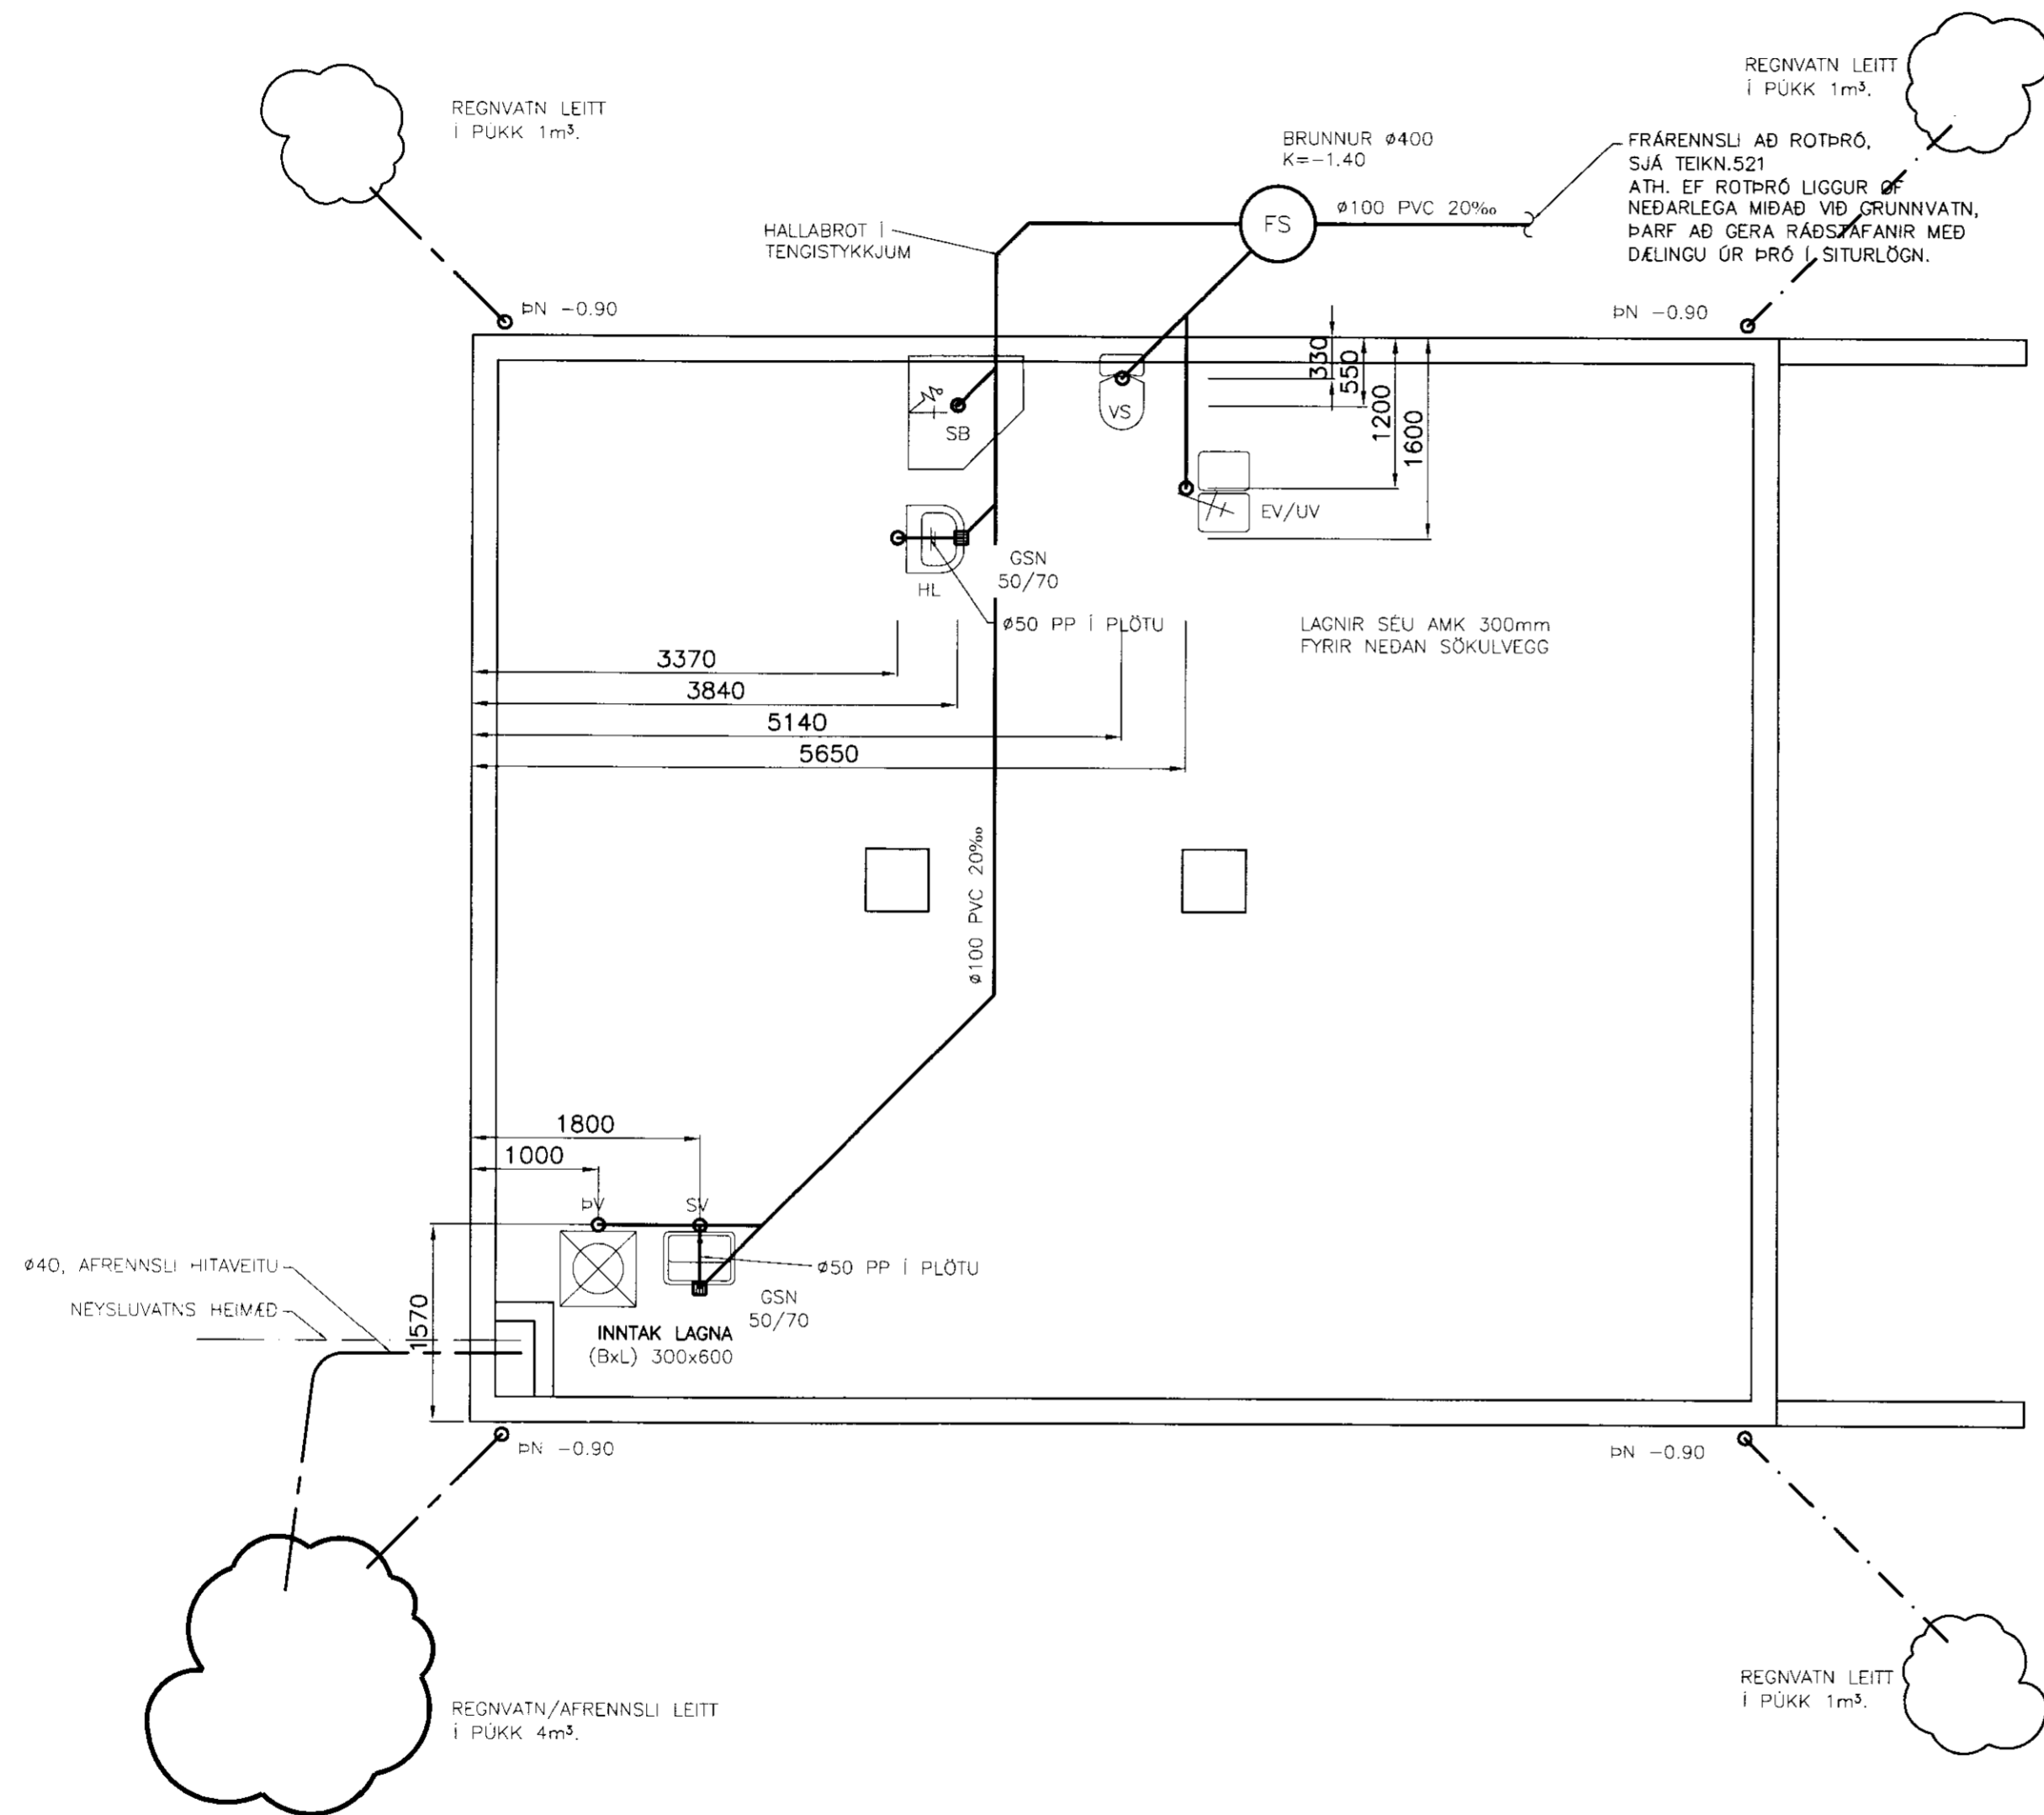 REGNVATN LEITT
Í PÚKK 1m³.
REGNVATN LEITT
Í PÚKK 1m³.
BRUNNUR ø400
K=-1.40
FRÁRENNSLI AÐ ROTÞRÓ,
SJÁ TEIKN.521
ATH. EF ROTÞRÓ LIGGUR OF
NEÐARLEGA MIÐAÐ VIÐ GRUNNVATN,
ÞARF AÐ GERA RÁÐSTAFANIR MEÐ
DÆLINGU ÚR ÞRÓ Í SITURLÖGN.
FS
ø100 PVC 20‰
HALLABROT Í
TENGISTYKKJUM
ÞN -0.90
ÞN -0.90
330
550
1200
1600
SB
VS
EV/UV
HL
GSN
50/70
ø50 PP Í PLÖTU
LAGNIR SÉU AMK 300mm
FYRIR NEÐAN SÖKULVEGG
3370
3840
5140
5650
ø100 PVC 20‰
1800
1000
ÞV
SV
ø40, AFRENNSLI HITAVEITU
NEYSLUVATNS HEIMÆÐ
1570
ø50 PP Í PLÖTU
GSN
50/70
INNTAK LAGNA
(BxL) 300x600
ÞN -0.90
ÞN -0.90
REGNVATN/AFRENNSLI LEITT
Í PÚKK 4m³.
REGNVATN LEITT
Í PÚKK 1m³.